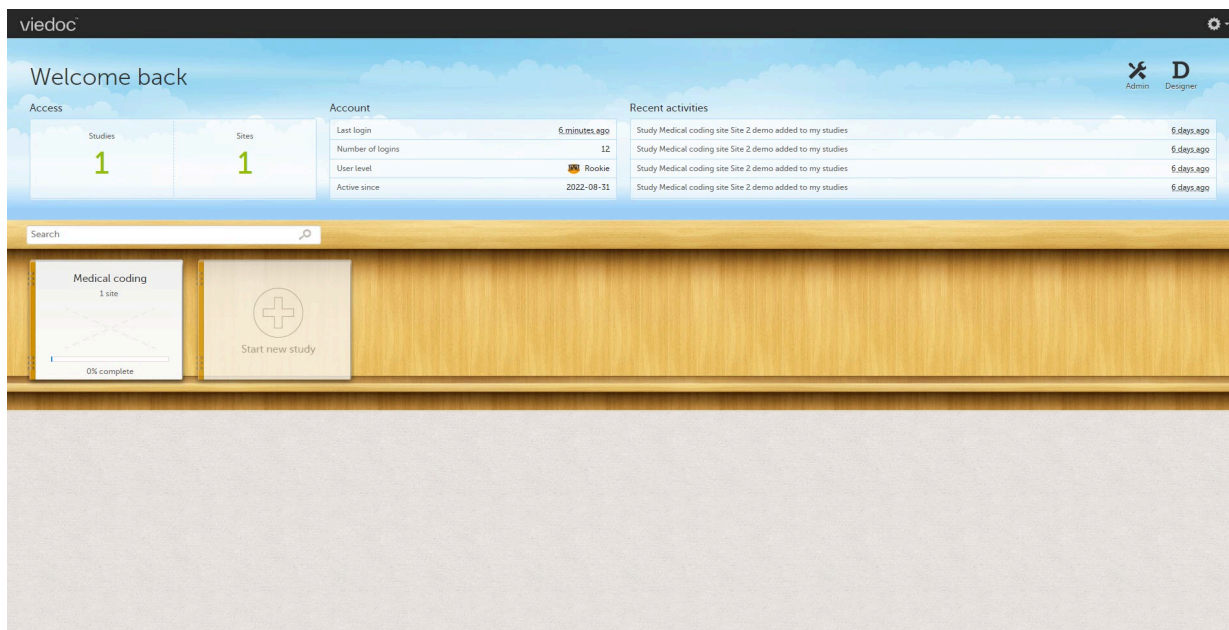 viedoc
Welcome back
Admin
Designer
Access
Studies
1
Sites
1
Account
Last login 6 minutes ago
Number of logins 12
User level Rookie
Active since 2022-08-31
Recent activities
Study Medical coding site Site 2 demo added to my studies 6 days ago
Study Medical coding site Site 2 demo added to my studies 6 days ago
Study Medical coding site Site 2 demo added to my studies 6 days ago
Study Medical coding site Site 2 demo added to my studies 6 days ago
Search
Medical coding
1 site
0% complete
Start new study